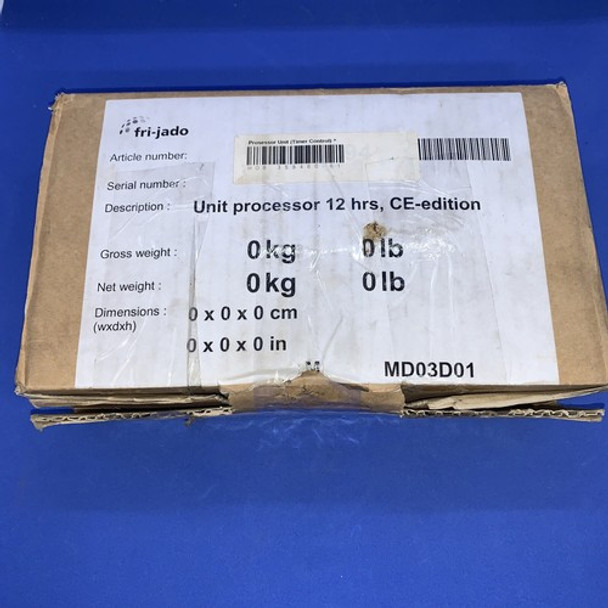 fri-jado
Prosessor Unit (Timer Control) *
Article number:
Serial number :
Description : Unit processor 12 hrs, CE-edition
Gross weight : 0 kg 0 lb
Net weight : 0 kg 0 lb
Dimensions : 0 x 0 x 0 cm
(wxdxh)
0 x 0 x 0 in
M MD03D01